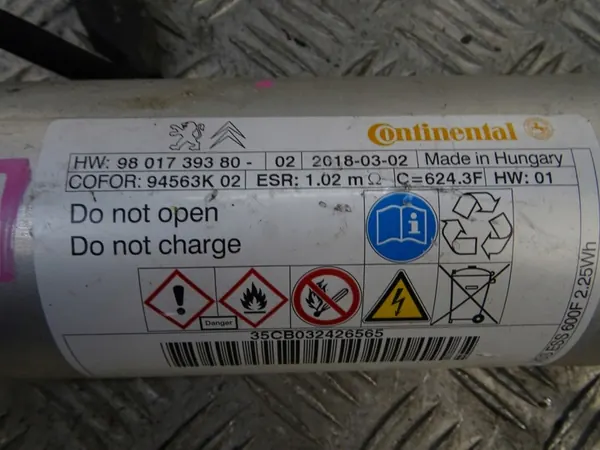 Continental
HW: 98 017 393 80 - 02 2018-03-02 Made in Hungary
COFOR: 94563K 02 ESR: 1.02 mΩ C=624.3F HW: 01
Do not open
Do not charge
Danger
35CB032426565
ESS 600F 2.25Wh